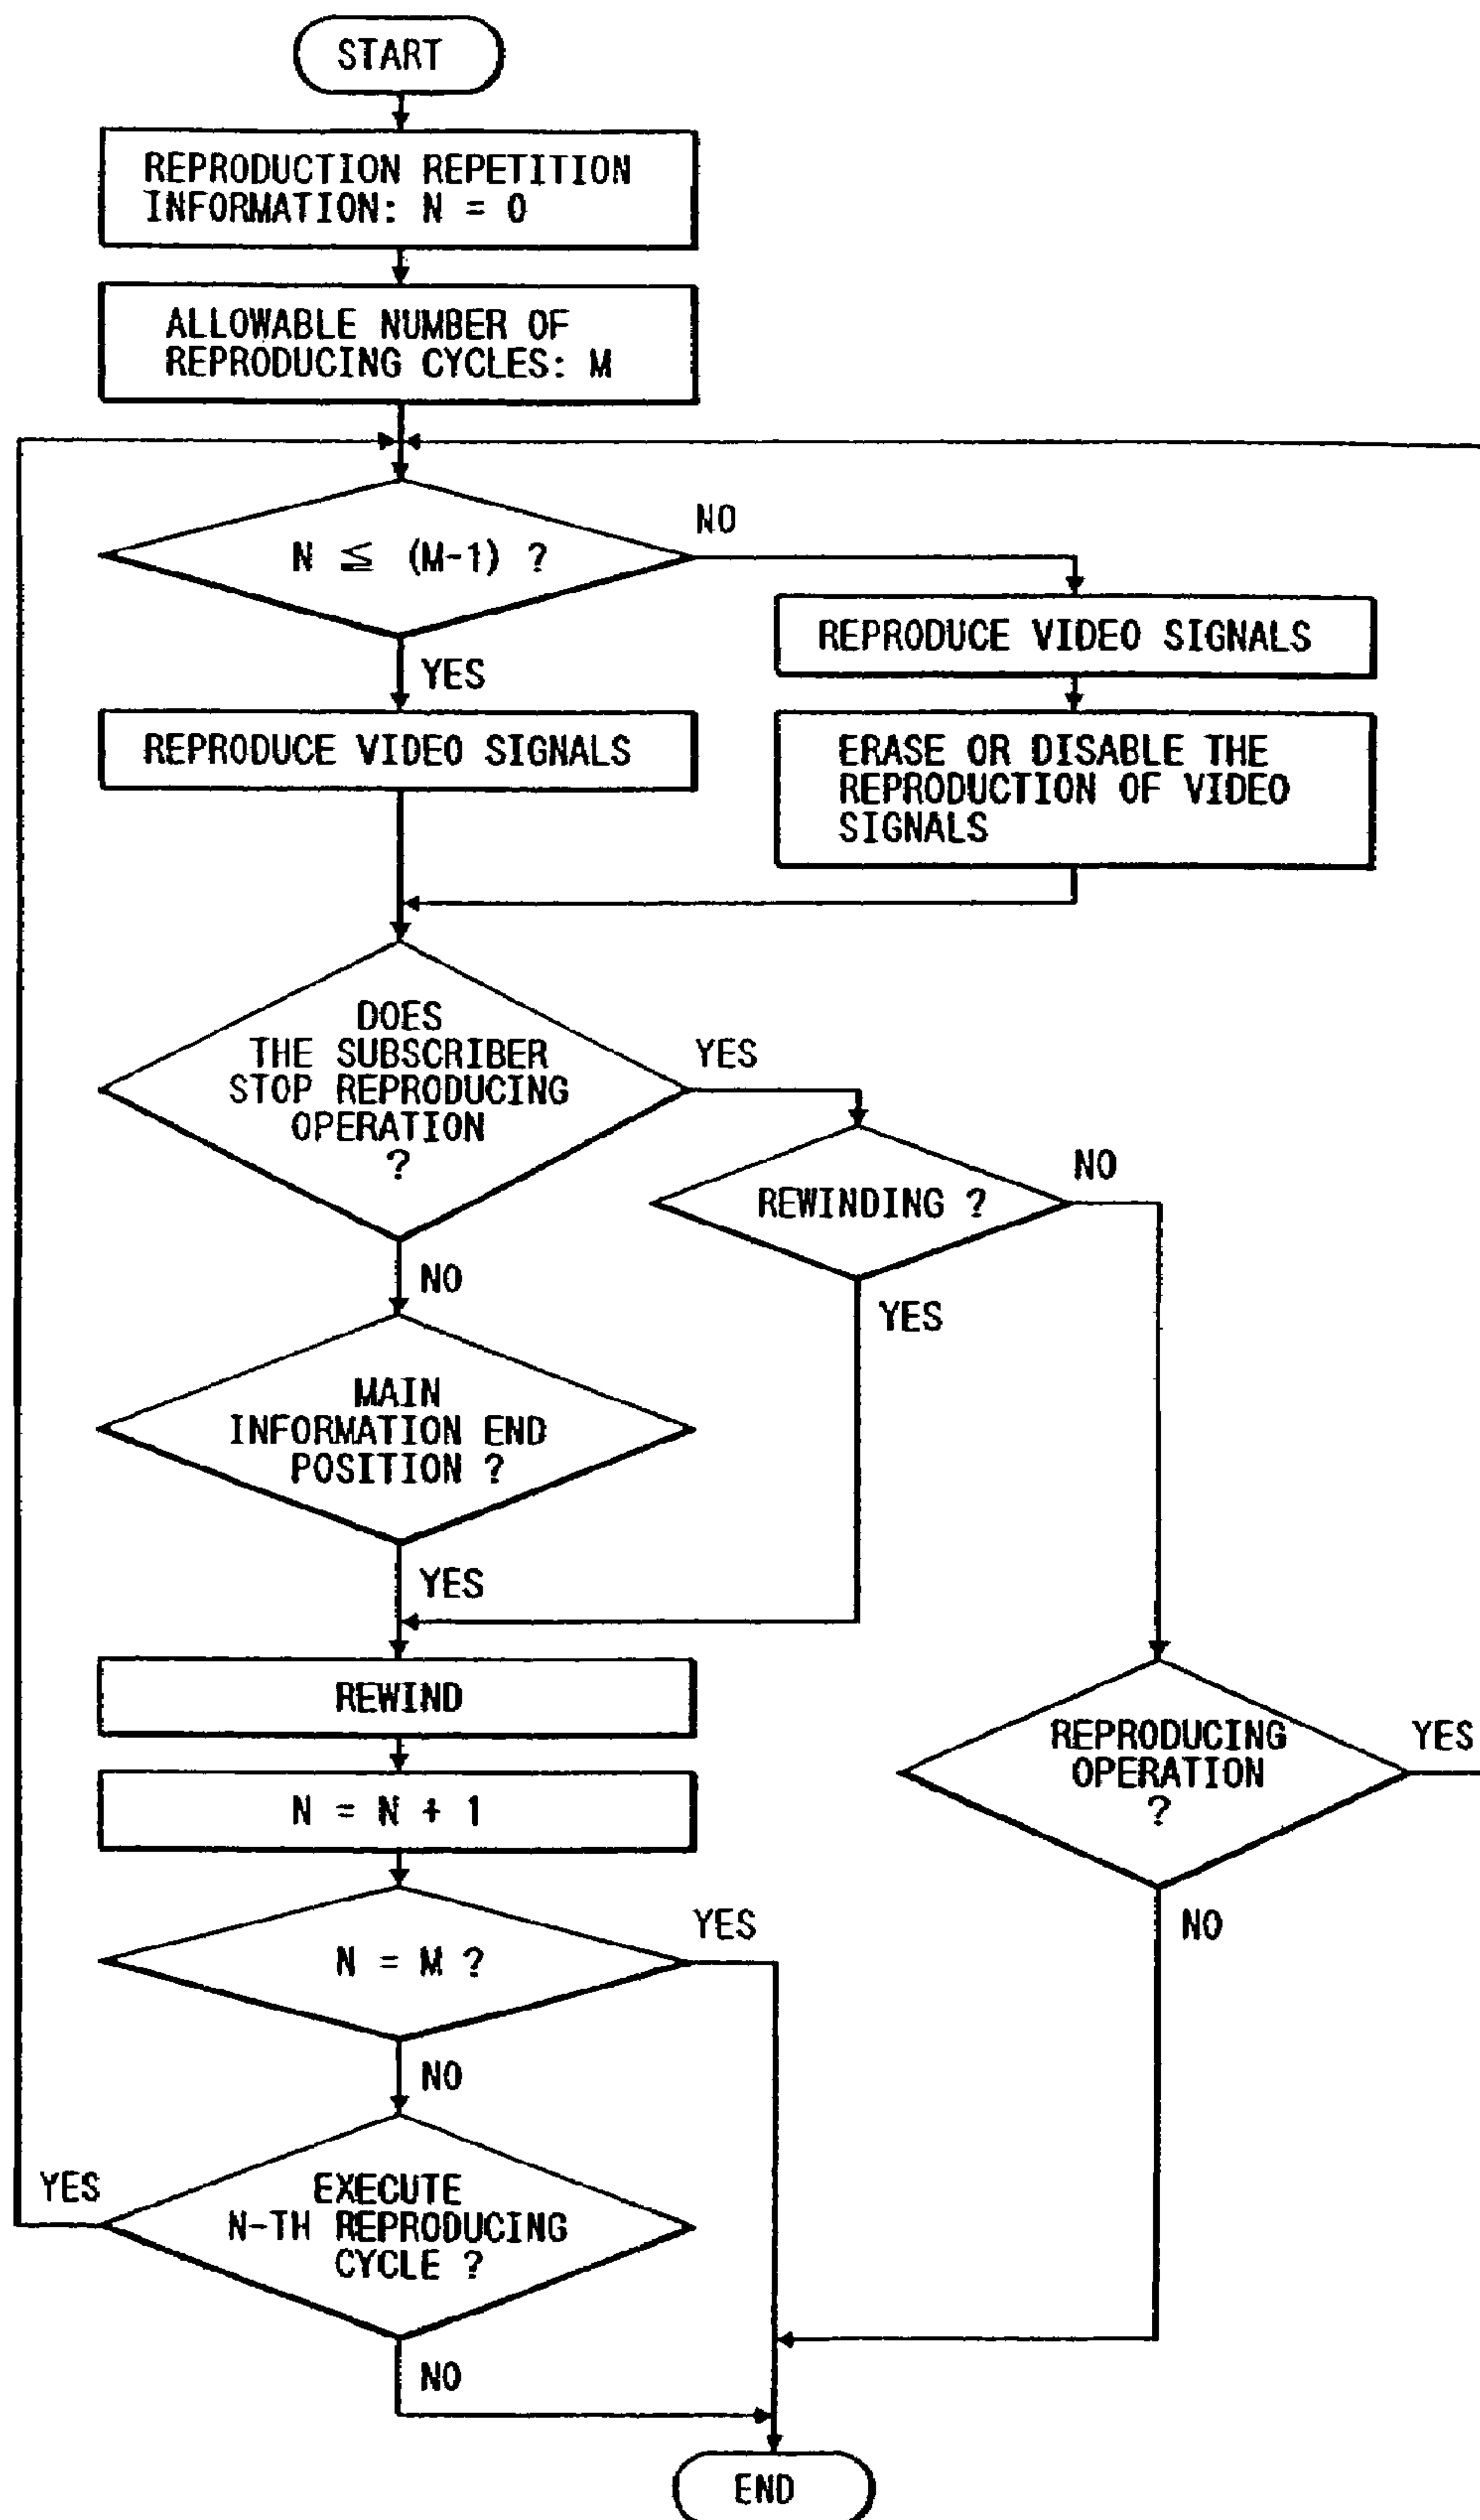 START
REPRODUCTION REPETITION
INFORMATION: N = 0
ALLOWABLE NUMBER OF
REPRODUCING CYCLES: M
N ≦ (M-1) ?
NO
YES
REPRODUCE VIDEO SIGNALS
REPRODUCE VIDEO SIGNALS
ERASE OR DISABLE THE
REPRODUCTION OF VIDEO
SIGNALS
DOES
THE SUBSCRIBER
STOP REPRODUCING
OPERATION
?
YES
NO
REWINDING ?
NO
YES
MAIN
INFORMATION END
POSITION ?
YES
REWIND
N = N + 1
REPRODUCING
OPERATION
?
YES
NO
N = M ?
YES
NO
EXECUTE
N-TH REPRODUCING
CYCLE ?
YES
NO
END